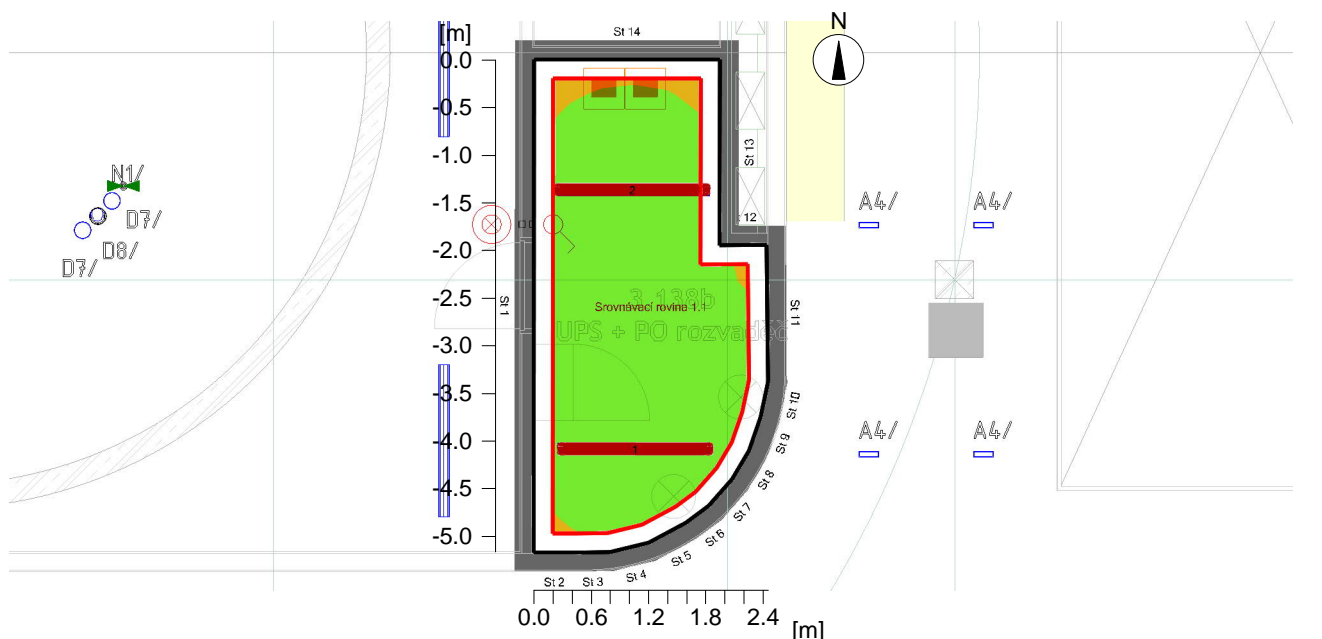 St 14
N
[m]
0.0
-0.5
-1.0
-1.5
-2.0
-2.5
-3.0
-3.5
-4.0
-4.5
-5.0
St 13
N1/
D7/
D8/
D7/
2
t 12
A4/
A4/
St 1
3.138b
Srovnávací rovina 1.1
UPS + PO rozvaděč
St 11
St 9
St 8
St 7
St 6
St 5
St 4
St 3
St 2
1
A4/
A4/
0.0
0.6
1.2
1.8
2.4
[m]